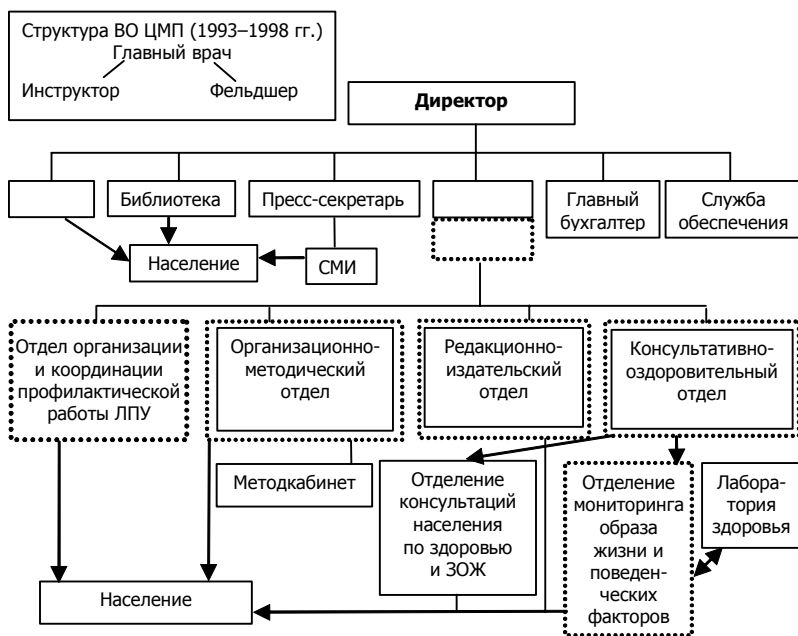 Структура ВО ЦМП (1993–1998 гг.)
Главный врач
Инструктор
Фельдшер
Директор
Библиотека
Пресс-секретарь
Главный
бухгалтер
Служба
обеспечения
Население
СМИ
Отдел организации
и координации
профилактической
работы ЛПУ
Организационно-
методический
отдел
Редакционно-
издательский
отдел
Консультативно-
оздоровительный
отдел
Методкабинет
Отделение
консультаций
населения
по здоровью
и ЗОЖ
Отделение
мониторинга
образа
жизни и
поведен-
ческих
факторов
Лабора-
тория
здоровья
Население